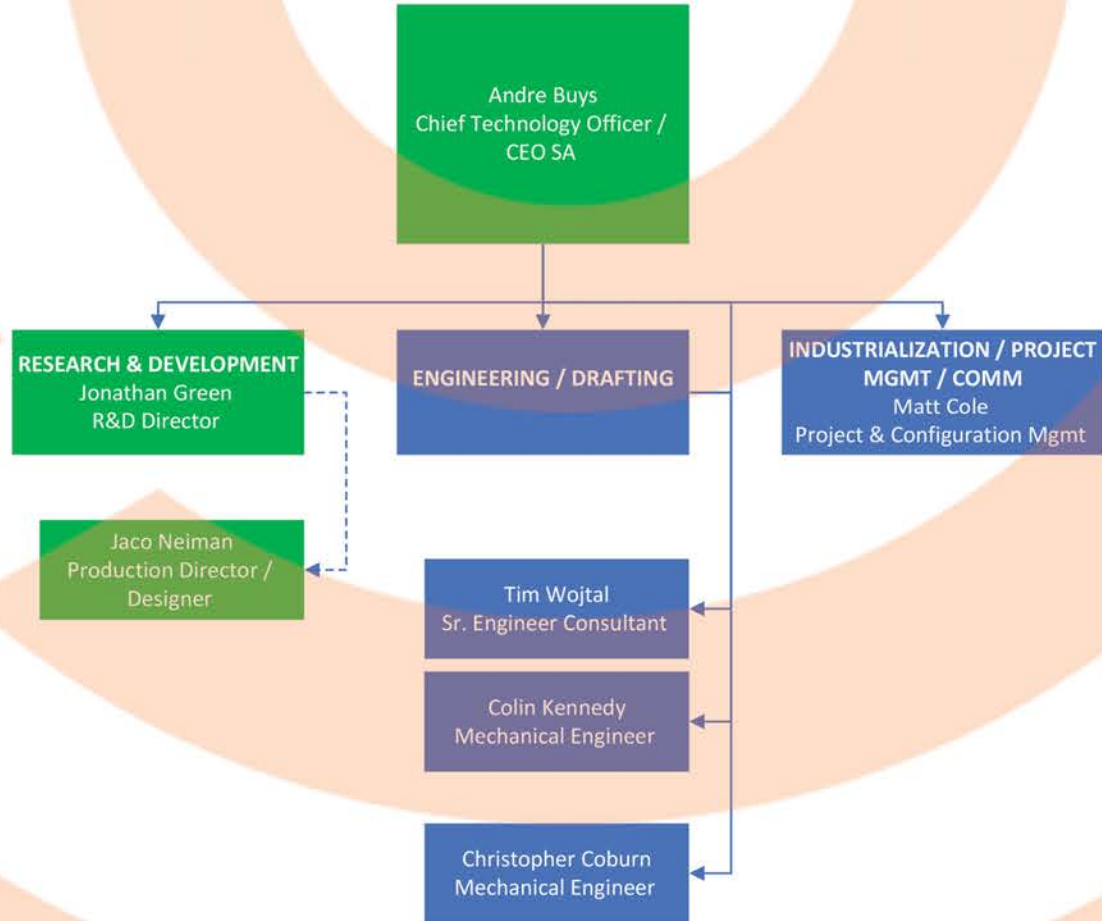 Andre Buys
Chief Technology Officer /
CEO SA
RESEARCH & DEVELOPMENT
Jonathan Green
R&D Director
ENGINEERING / DRAFTING
INDUSTRIALIZATION / PROJECT
MGMT / COMM
Matt Cole
Project & Configuration Mgmt
Jaco Neiman
Production Director /
Designer
Tim Wojtal
Sr. Engineer Consultant
Colin Kennedy
Mechanical Engineer
Christopher Coburn
Mechanical Engineer